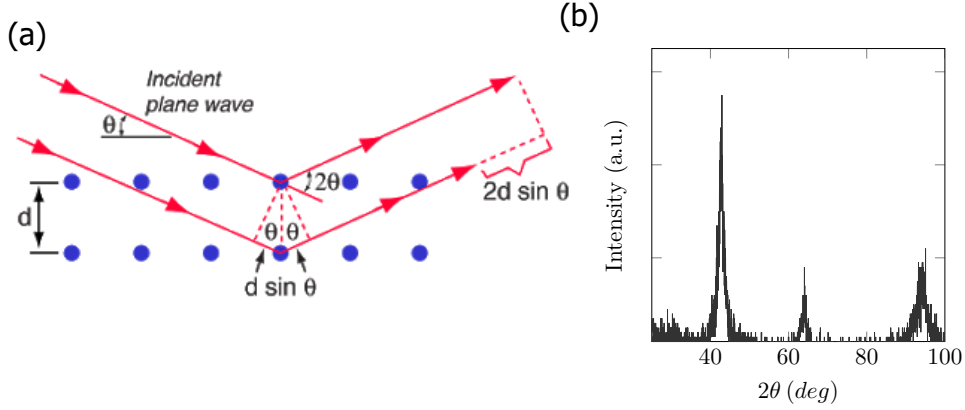 (a)
Incident
plane wave
θ
2θ
d
θ θ
d sin θ
2d sin θ
(b)
Intensity (a.u.)
40 60 80 100
2θ (deg)